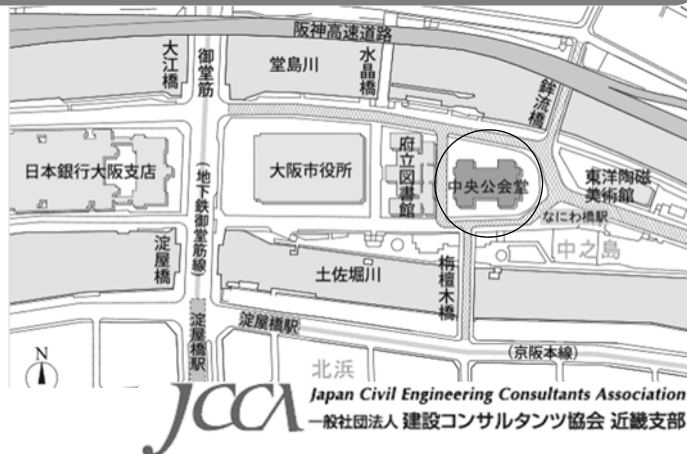 阪神高速道路
大江橋
御堂筋
堂島川
水晶橋
鉾流橋
日本銀行大阪支店
大阪市役所
府立図書館
中央公会堂
東洋陶磁
美術館
なにわ橋駅
(地下鉄御堂筋線)
中之島
淀屋橋
土佐堀川
栴檀木橋
淀屋橋駅
淀屋橋駅
(京阪本線)
北浜
N
JCCA
Japan Civil Engineering Consultants Association
一般社団法人 建設コンサルタンツ協会 近畿支部